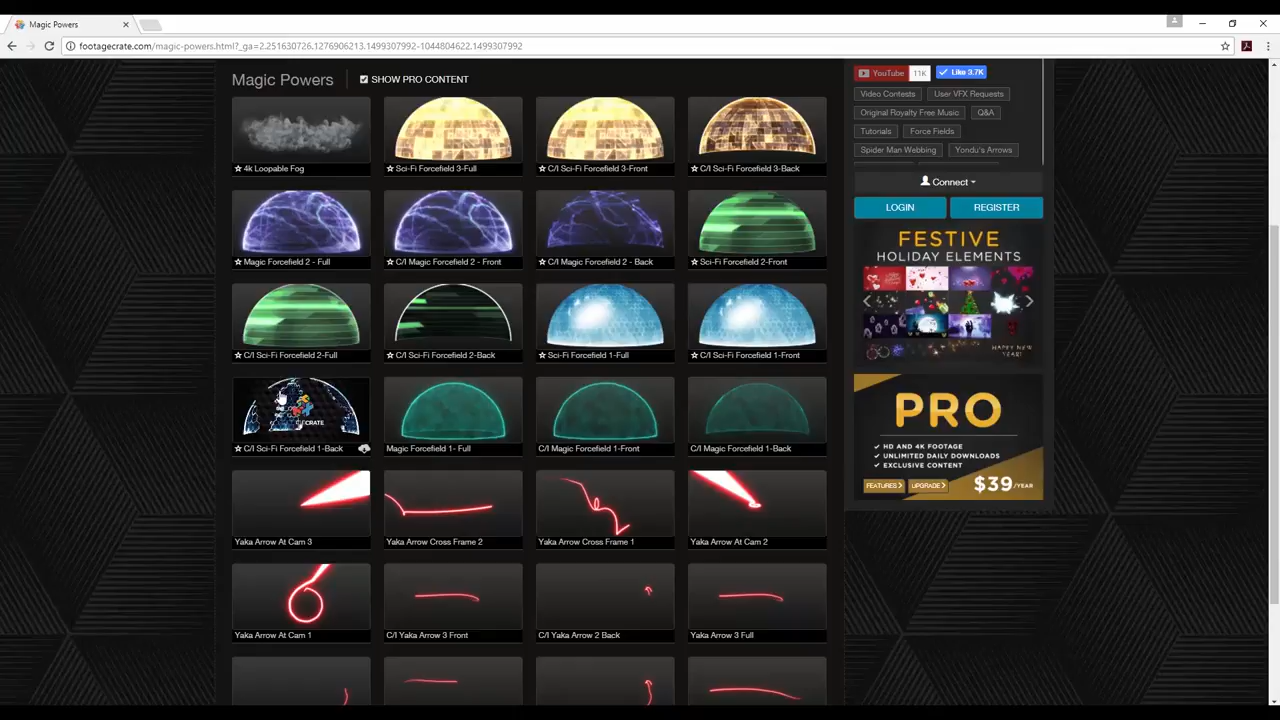 Magic Powers
footagecrate.com/magic-powers.html?_ga=2.251630726.1276906213.1499307992-1044804622.1499307992
Magic Powers
SHOW PRO CONTENT
4k Loopable Fog
Sci-Fi Forcefield 3-Full
C/I Sci-Fi Forcefield 3-Front
C/I Sci-Fi Forcefield 3-Back
Magic Forcefield 2 - Full
C/I Magic Forcefield 2 - Front
C/I Magic Forcefield 2 - Back
Sci-Fi Forcefield 2-Front
C/I Sci-Fi Forcefield 2-Full
C/I Sci-Fi Forcefield 2-Back
Sci-Fi Forcefield 1-Full
C/I Sci-Fi Forcefield 1-Front
C/I Sci-Fi Forcefield 1-Back
Magic Forcefield 1- Full
C/I Magic Forcefield 1-Front
C/I Magic Forcefield 1-Back
Yaka Arrow At Cam 3
Yaka Arrow Cross Frame 2
Yaka Arrow Cross Frame 1
Yaka Arrow At Cam 2
Yaka Arrow At Cam 1
C/I Yaka Arrow 3 Front
C/I Yaka Arrow 2 Back
Yaka Arrow 3 Full
YouTube 11K Like 3.7K
Video Contests User VFX Requests
Original Royalty Free Music Q&A
Tutorials Force Fields
Spider Man Webbing Yondu's Arrows
Connect
LOGIN REGISTER
FESTIVE
HOLIDAY ELEMENTS
HAPPY NEW
YEAR!
PRO
HD AND 4K FOOTAGE
UNLIMITED DAILY DOWNLOADS
EXCLUSIVE CONTENT
FEATURES UPGRADE $39/YEAR